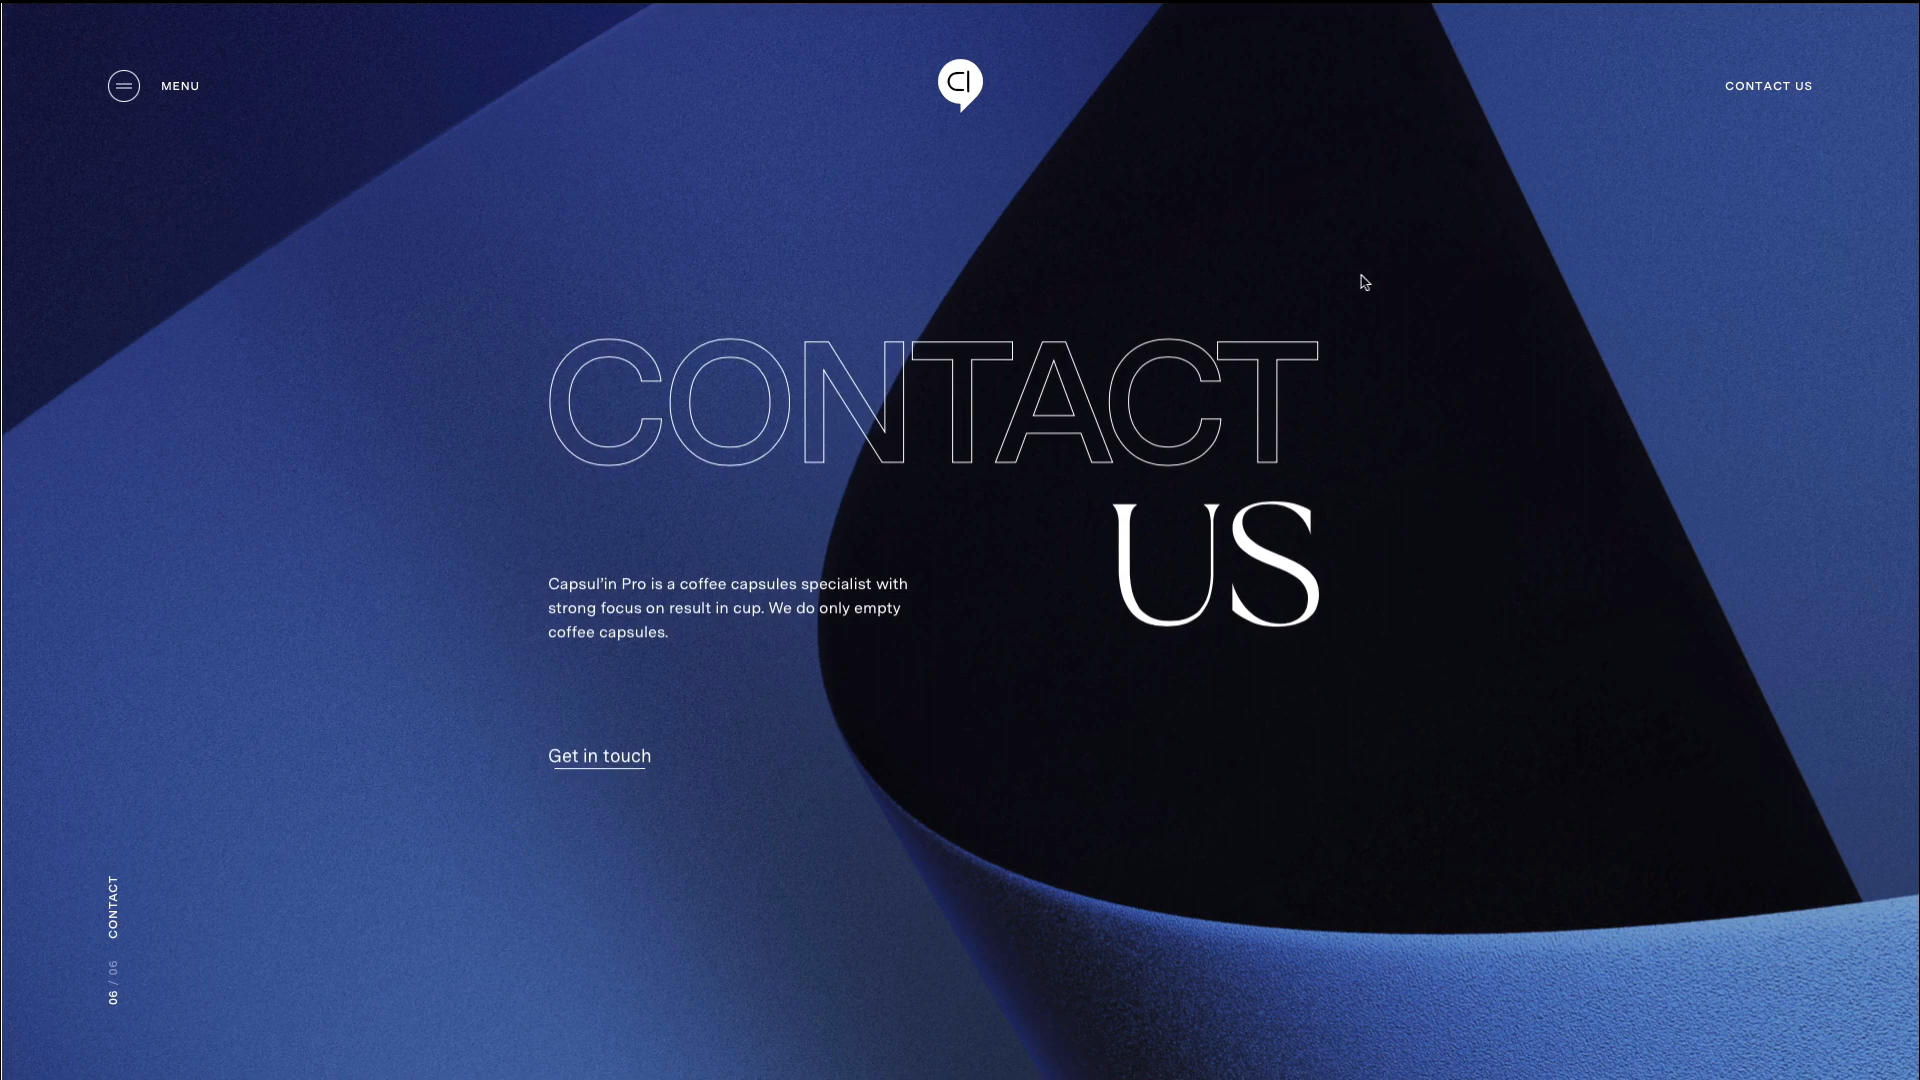 MENU
CI
CONTACT US
CONTACT
US
Capsul’in Pro is a coffee capsules specialist with
strong focus on result in cup. We do only empty
coffee capsules.
Get in touch
CONTACT
06 / 06